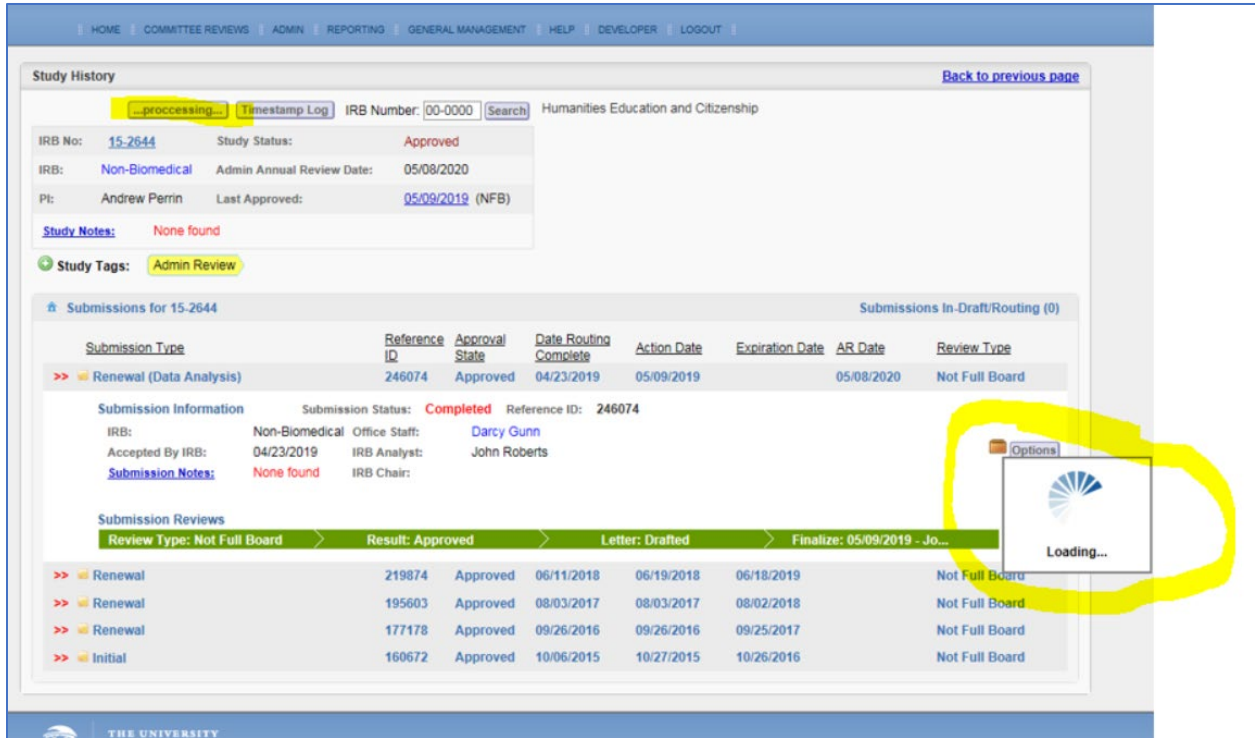 HOME COMMITTEE REVIEWS ADMIN REPORTING GENERAL MANAGEMENT HELP DEVELOPER LOGOUT
Study History Back to previous page
...proccessing... Timestamp Log IRB Number: 00-0000 Search Humanities Education and Citizenship
IRB No: 15-2644 Study Status: Approved
IRB: Non-Biomedical Admin Annual Review Date: 05/08/2020
PI: Andrew Perrin Last Approved: 05/09/2019 (NFB)
Study Notes: None found
Study Tags: Admin Review
Submissions for 15-2644 Submissions In-Draft/Routing (0)
Submission Type Reference ID Approval State Date Routing Complete Action Date Expiration Date AR Date Review Type
>> Renewal (Data Analysis) 246074 Approved 04/23/2019 05/09/2019 05/08/2020 Not Full Board
Submission Information Submission Status: Completed Reference ID: 246074
IRB: Non-Biomedical Office Staff: Darcy Gunn
Accepted By IRB: 04/23/2019 IRB Analyst: John Roberts Options
Submission Notes: None found IRB Chair:
Submission Reviews
Review Type: Not Full Board Result: Approved Letter: Drafted Finalize: 05/09/2019 - Jo...
Loading...
>> Renewal 219874 Approved 06/11/2018 06/19/2018 06/18/2019 Not Full Board
>> Renewal 195603 Approved 08/03/2017 08/03/2017 08/02/2018 Not Full Board
>> Renewal 177178 Approved 09/26/2016 09/26/2016 09/25/2017 Not Full Board
>> Initial 160672 Approved 10/06/2015 10/27/2015 10/26/2016 Not Full Board
THE UNIVERSITY